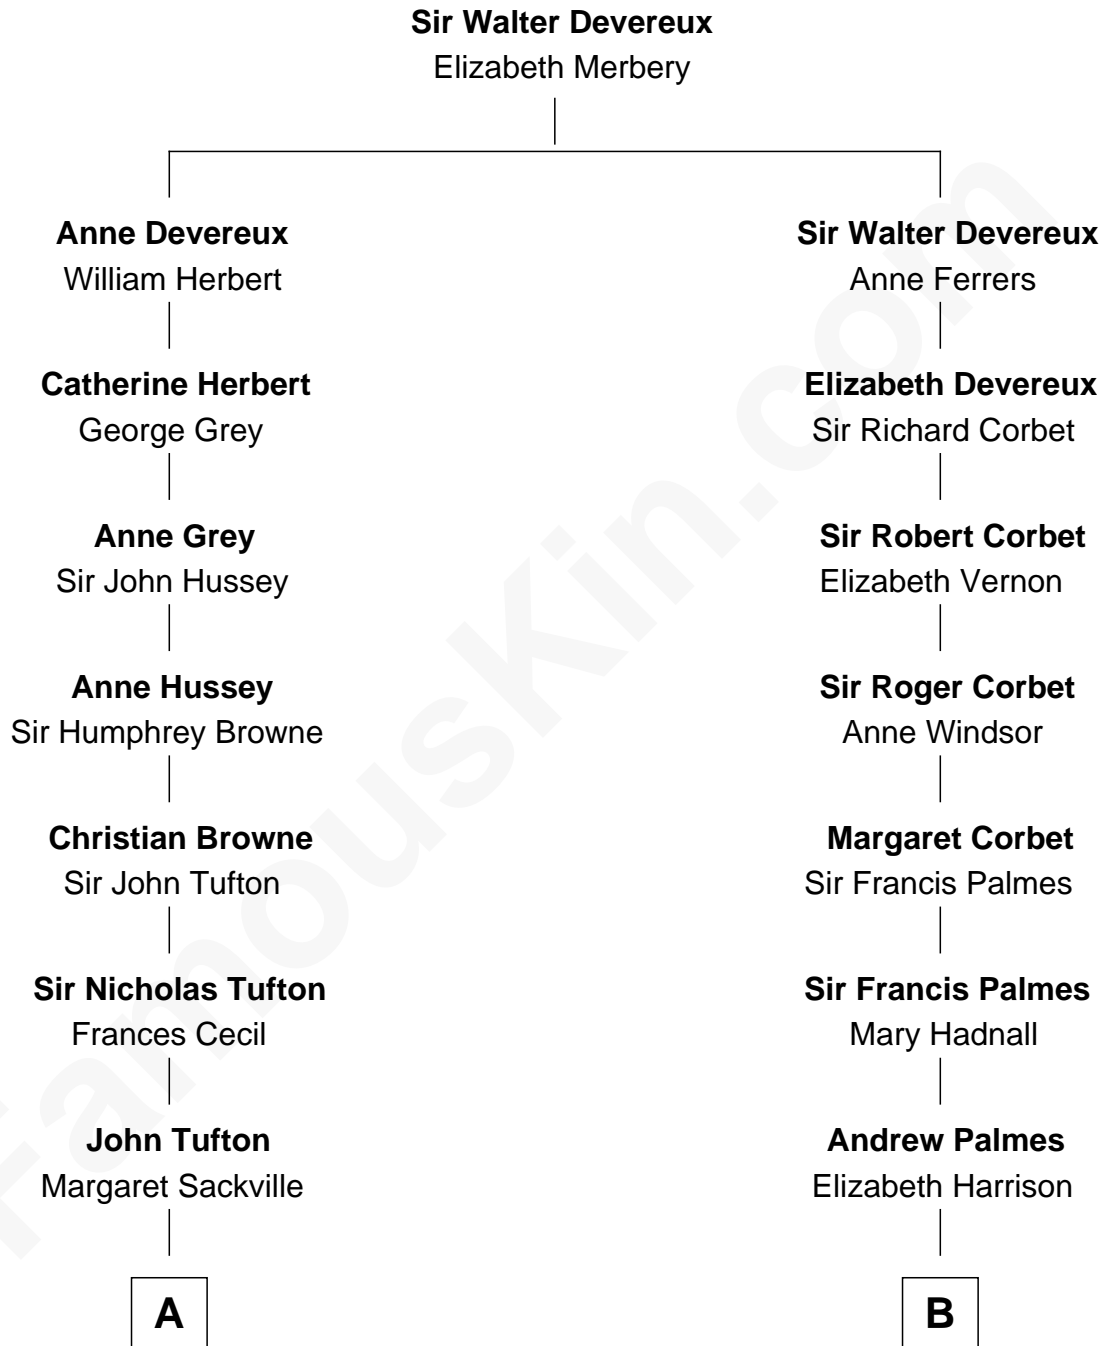 Sir Walter Devereux
Elizabeth Merbery
Anne Devereux
William Herbert
Sir Walter Devereux
Anne Ferrers
Catherine Herbert
George Grey
Elizabeth Devereux
Sir Richard Corbet
Anne Grey
Sir John Hussey
Sir Robert Corbet
Elizabeth Vernon
Anne Hussey
Sir Humphrey Browne
Sir Roger Corbet
Anne Windsor
Christian Browne
Sir John Tufton
Margaret Corbet
Sir Francis Palmes
Sir Nicholas Tufton
Frances Cecil
Sir Francis Palmes
Mary Hadnall
John Tufton
Margaret Sackville
Andrew Palmes
Elizabeth Harrison
A
B
FamousKin.com